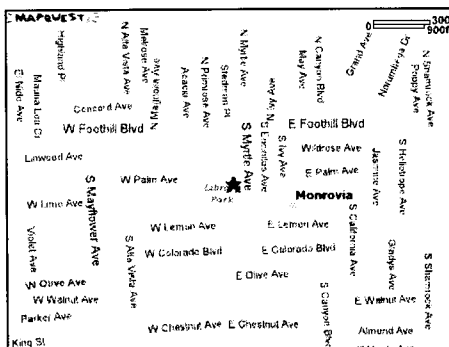 MAPQUEST
0 300m
900ft
Highland Pl
N Alta Vista Ave
Melrose Ave
N Magnolia Ave
Acacia Ave
N Primrose Ave
Stedman Pl
N Myrtle Ave
N Ivy Ave
N Canyon Blvd
May Ave
Grand Ave
Norumbega Dr
N Shamrock Ave
Poppy Ave
El Nido Ave
Mauna Loa Cr
Concord Ave
W Foothill Blvd
E Foothill Blvd
S Myrtle Ave
S Encinitas Ave
S Ivy Ave
Wildrose Ave
Linwood Ave
W Palm Ave
E Palm Ave
Jasmine Ave
S Heliotrope Ave
Library
Park
Monrovia
S Mayflower Ave
W Lime Ave
W Lemon Ave
E Lemon Ave
S California Ave
Violet Ave
S Alta Vista Ave
W Colorado Blvd
E Colorado Blvd
Gladys Ave
S Shamrock Ave
W Olive Ave
E Olive Ave
W Walnut Ave
E Walnut Ave
S Canyon Blvd
Parker Ave
W Chestnut Ave
E Chestnut Ave
Almond Ave
King St